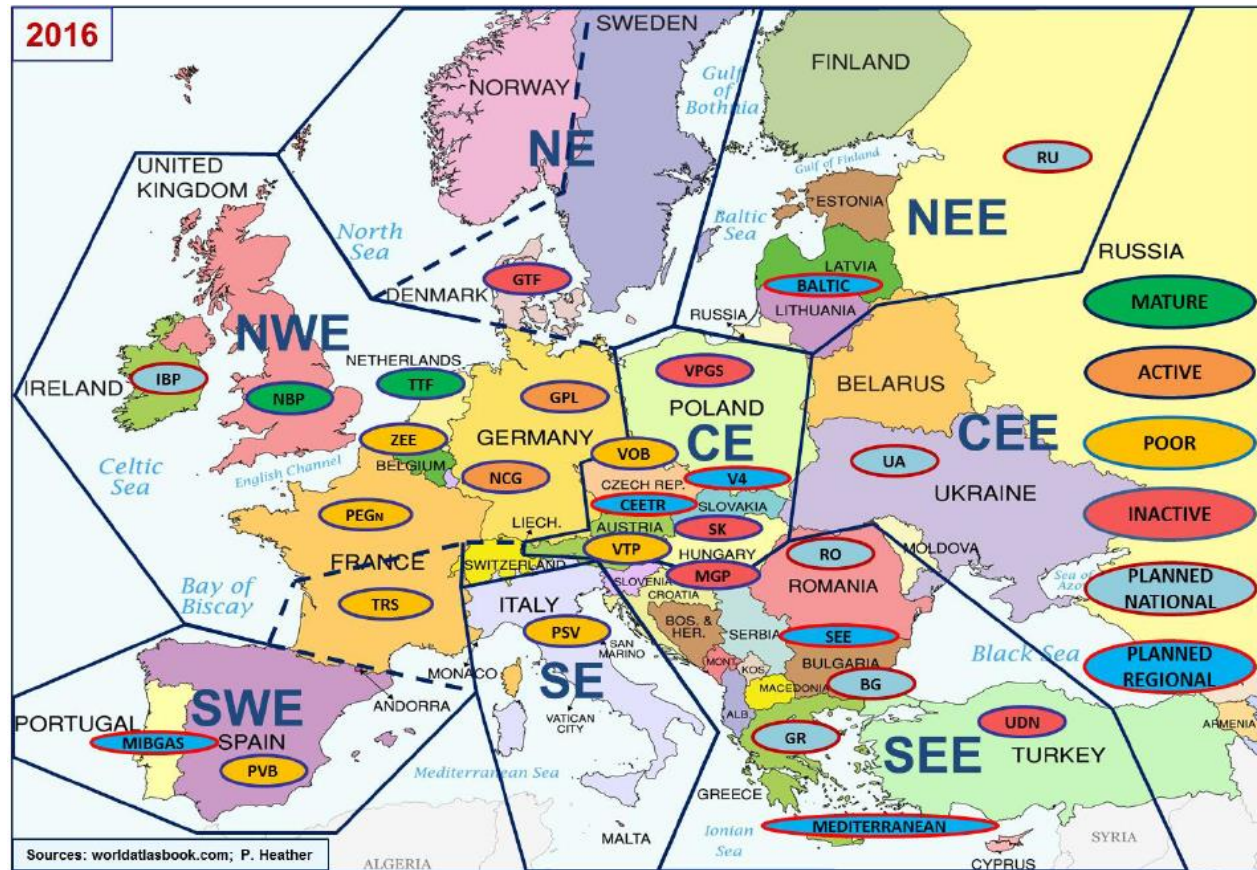 2016
SWEDEN
FINLAND
NORWAY
Gulf
of
Bothnia
NE
UNITED
KINGDOM
Gulf of Finland
RU
North
Sea
ESTONIA
NEE
Baltic
Sea
LATVIA
RUSSIA
DENMARK
GTF
BALTIC
MATURE
LITHUANIA
RUSSIA
NWE
NETHERLANDS
IRELAND
IBP
NBP
TTF
GPL
VPGS
POLAND
BELARUS
ACTIVE
CE
CEE
ZEE
GERMANY
VOB
POOR
BELGIUM
English Channel
Celtic
Sea
NCG
CZECH REP.
V4
UA
UKRAINE
CEETR
SLOVAKIA
PEGN
LIECH.
AUSTRIA
SK
INACTIVE
FRANCE
SWITZERLAND
VTP
HUNGARY
RO
MOLDOVA
MGP
ROMANIA
Sea of
Azov
PLANNED
NATIONAL
Bay of
Biscay
SLOVENIA
CROATIA
TRS
ITALY
PSV
BOS. &
HER.
SERBIA
SEE
SAN
MARINO
Black Sea
PLANNED
REGIONAL
MONACO
SE
MONT.
KOS.
BULGARIA
BG
MACEDONIA
ANDORRA
VATICAN
CITY
ALB.
ARMENIA
SWE
PORTUGAL
MIBGAS
SPAIN
GR
UDN
TURKEY
SEE
PVB
Mediterranean Sea
GREECE
MEDITERRANEAN
MALTA
Ionian
Sea
SYRIA
CYPRUS
ALGERIA
Sources: worldatlasbook.com; P. Heather